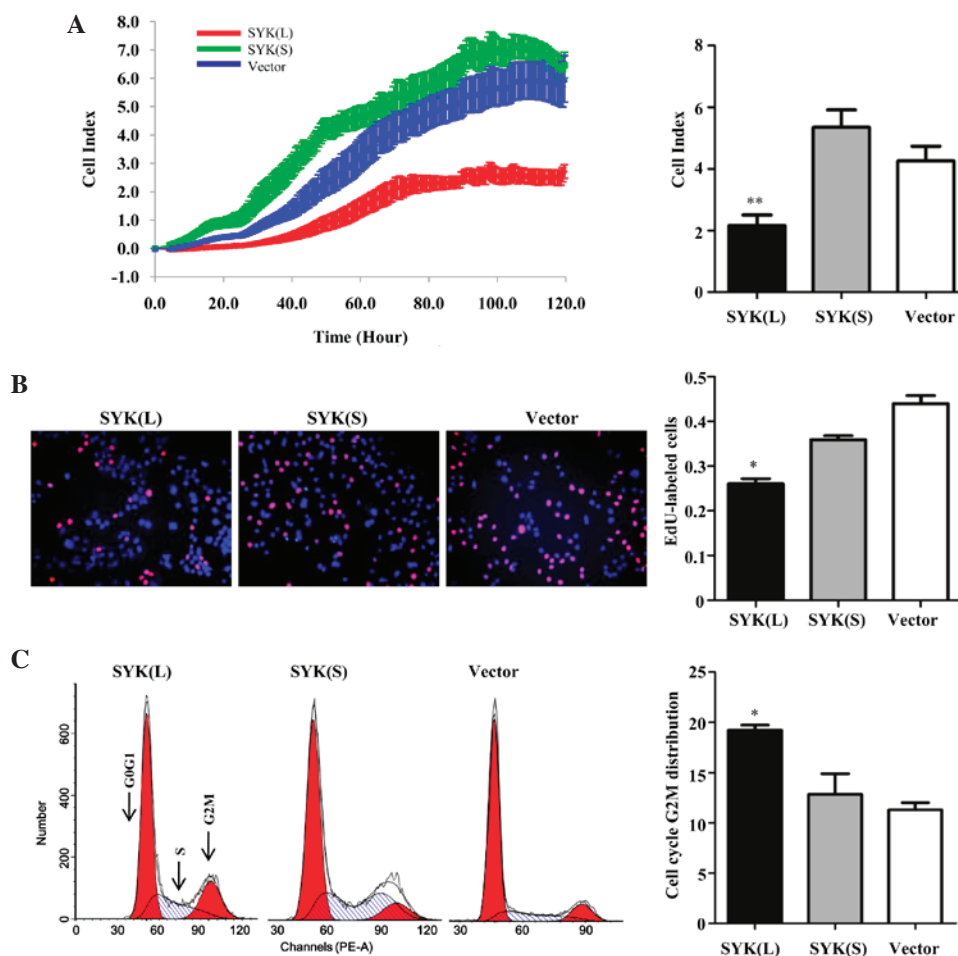 A
8.0
7.0
6.0
5.0
4.0
3.0
2.0
1.0
0.0
-1.0
Cell Index
SYK(L)
SYK(S)
Vector
0.0 20.0 40.0 60.0 80.0 100.0 120.0
Time (Hour)
8
6
4
2
0
Cell Index
**
SYK(L) SYK(S) Vector
B
SYK(L) SYK(S) Vector
0.5
0.4
0.3
0.2
0.1
0
EdU-labeled cells
*
SYK(L) SYK(S) Vector
C
SYK(L) SYK(S) Vector
600
400
200
0
Number
G0G1
S
G2M
30 60 90 120 30 60 90 120 30 60 90
Channels (PE-A)
25
20
15
10
5
0
Cell cycle G2M distribution
*
SYK(L) SYK(S) Vector